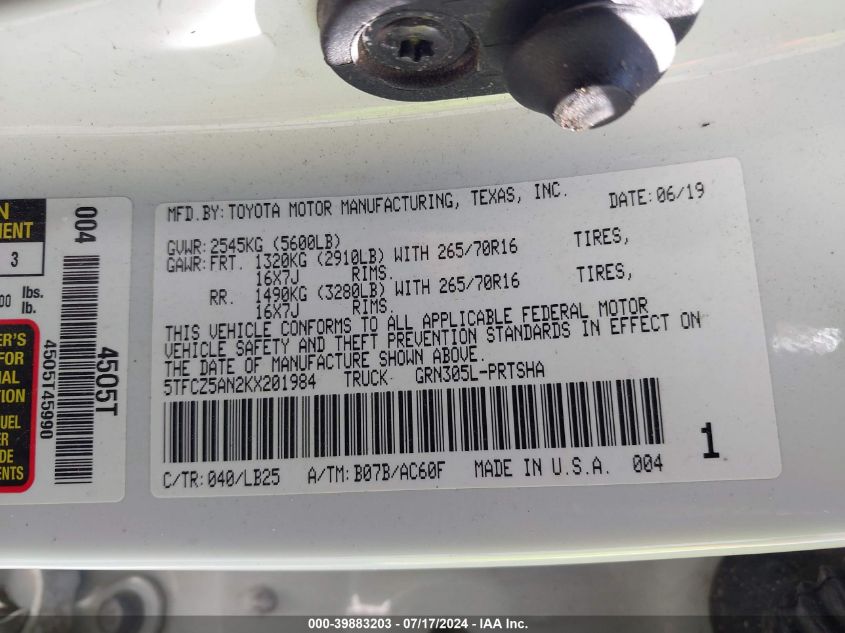 MFD.BY:TOYOTA MOTOR MANUFACTURING, TEXAS, INC. DATE:06/19
GVWR:2545KG (5600LB)
GAWR:FRT. 1320KG (2910LB) WITH 265/70R16 TIRES,
16X7J RIMS.
RR. 1490KG (3280LB) WITH 265/70R16 TIRES,
16X7J RIMS.
THIS VEHICLE CONFORMS TO ALL APPLICABLE FEDERAL MOTOR
VEHICLE SAFETY AND THEFT PREVENTION STANDARDS IN EFFECT ON
THE DATE OF MANUFACTURE SHOWN ABOVE.
5TFCZ5AN2KX201984 TRUCK GRN305L-PRTSHA
1
C/TR:040/LB25 A/TM:B07B/AC60F MADE IN U.S.A. 004
004
4505T
4505T45990
3
lbs.
lb.
FOR
UEL
000-39883203 - 07/17/2024 - IAAI.COM